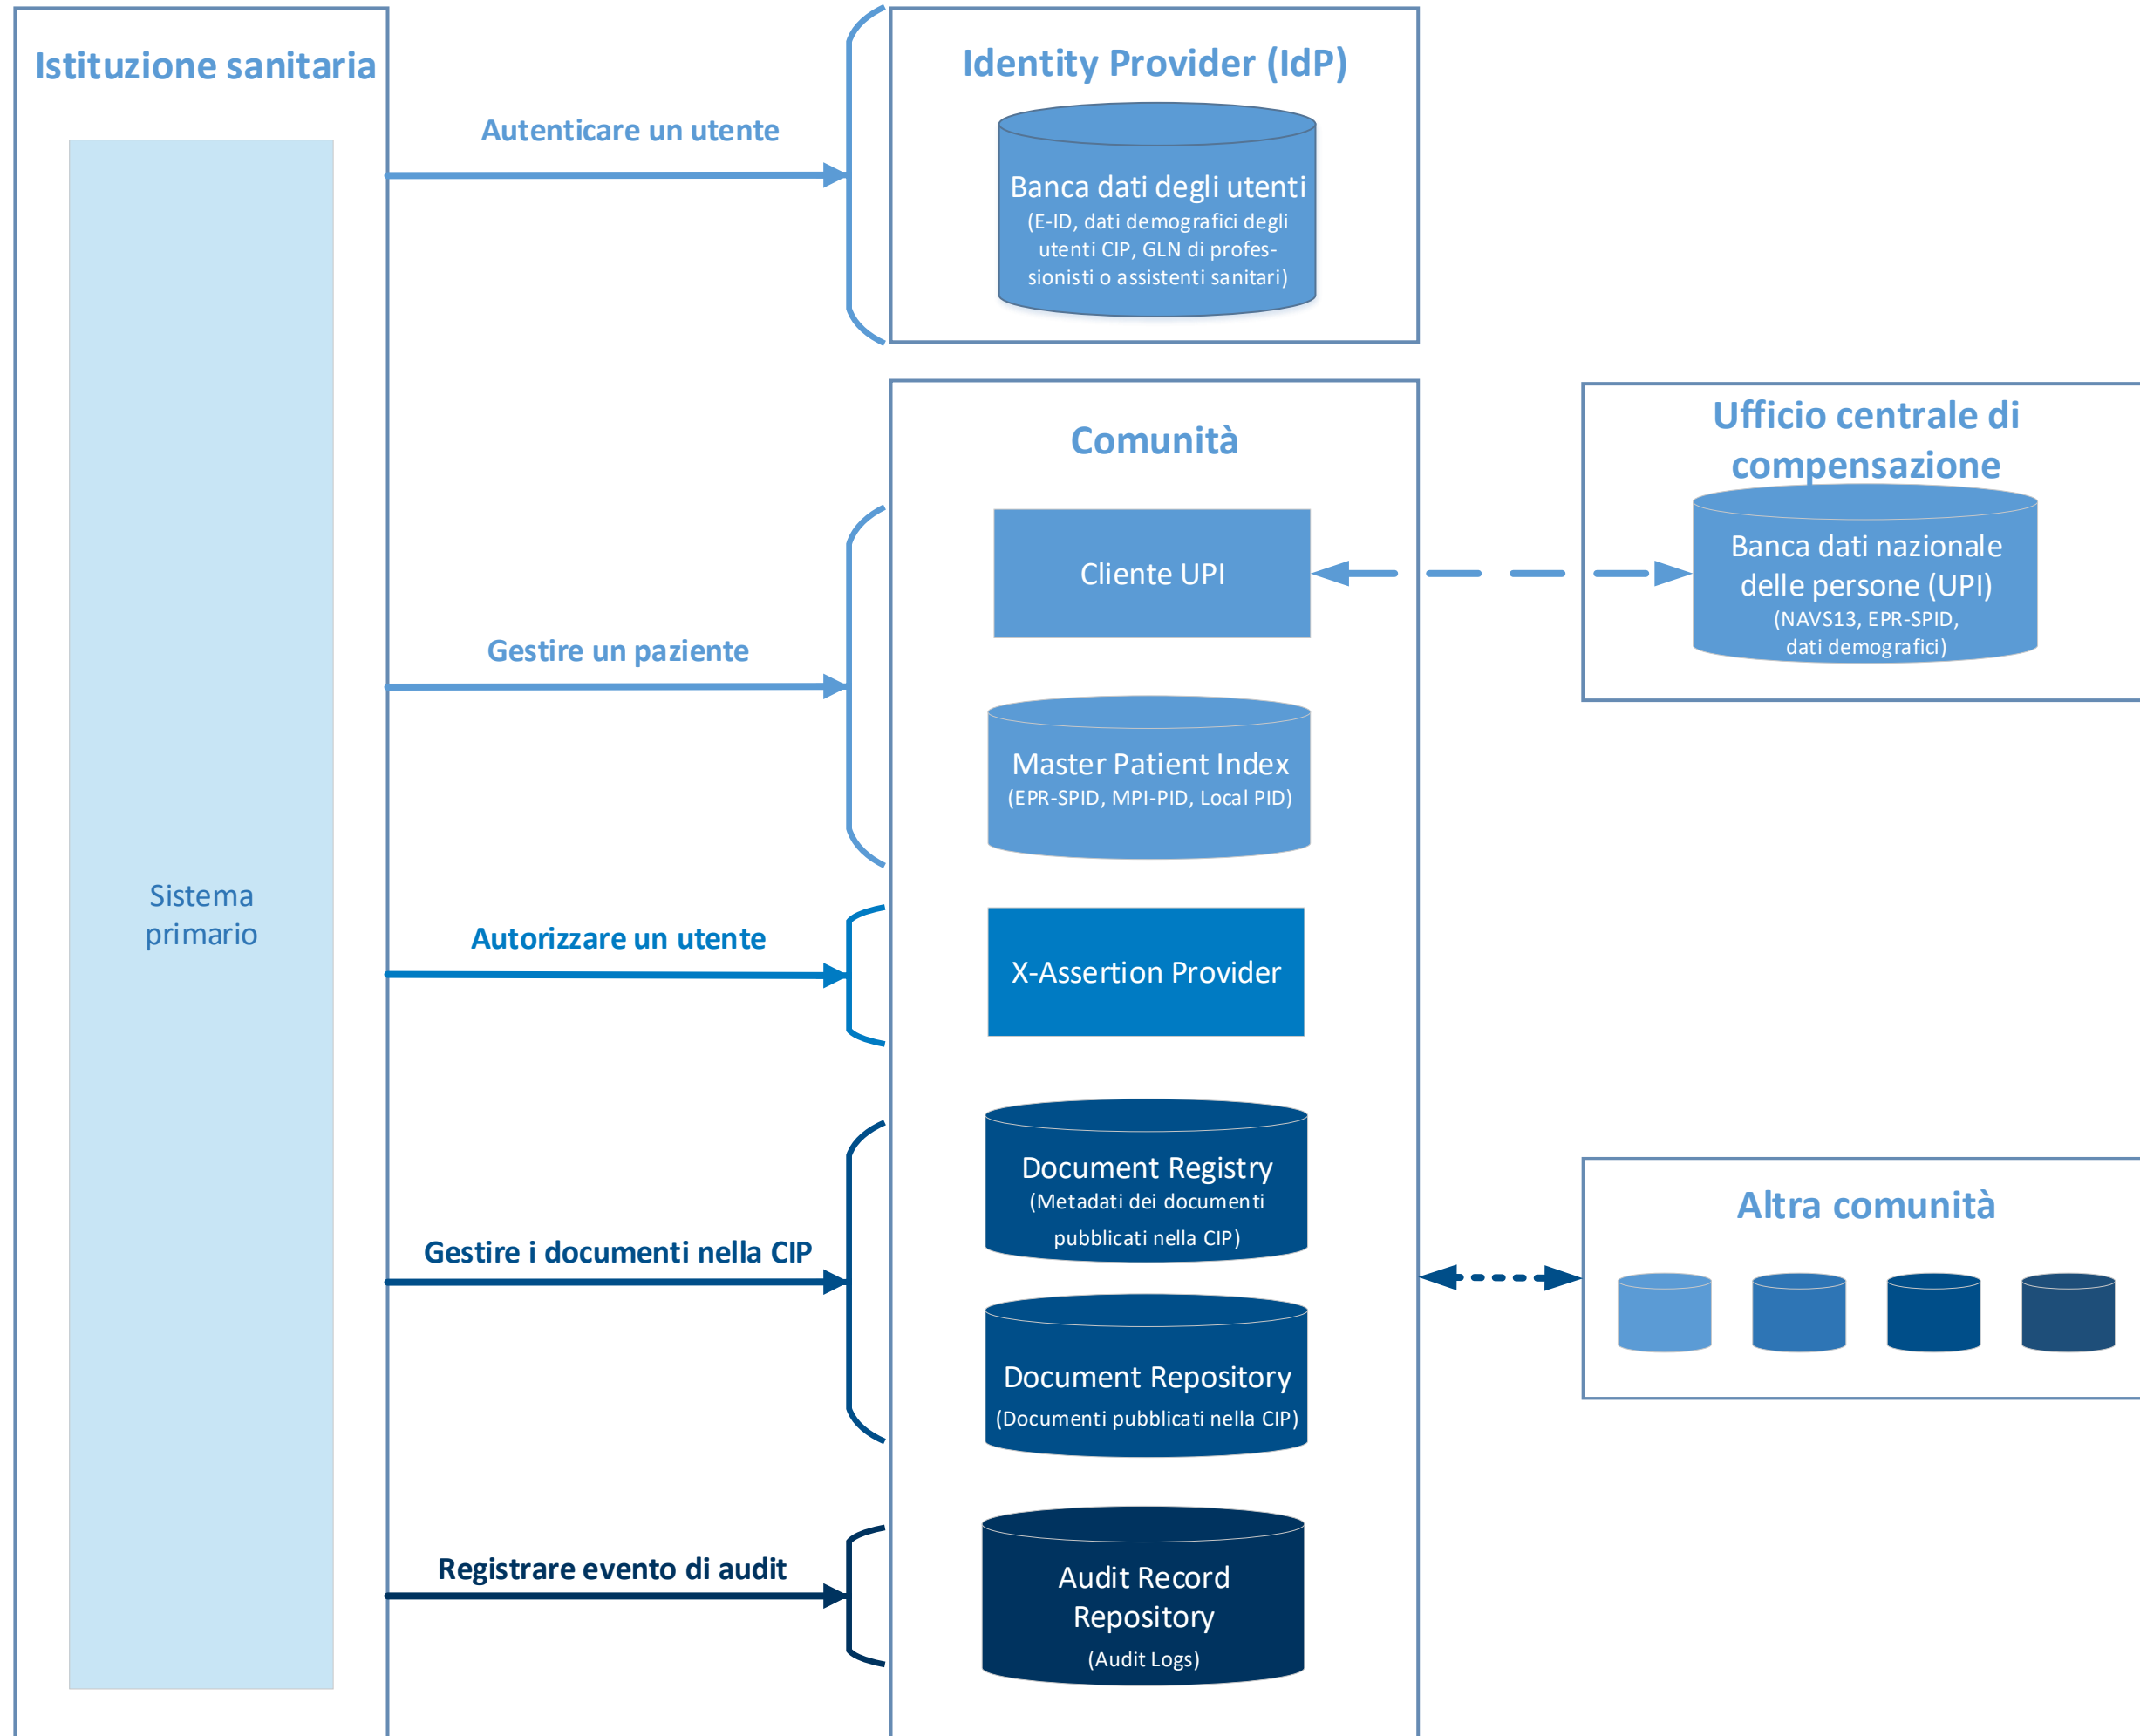 Istituzione sanitaria
Sistema
primario
Autenticare un utente
Gestire un paziente
Autorizzare un utente
Gestire i documenti nella CIP
Registrare evento di audit
Identity Provider (IdP)
Banca dati degli utenti
(E-ID, dati demografici degli
utenti CIP, GLN di profes-
sionisti o assistenti sanitari)
Comunità
Cliente UPI
Master Patient Index
(EPR-SPID, MPI-PID, Local PID)
X-Assertion Provider
Document Registry
(Metadati dei documenti
pubblicati nella CIP)
Document Repository
(Documenti pubblicati nella CIP)
Audit Record
Repository
(Audit Logs)
Ufficio centrale di
compensazione
Banca dati nazionale
delle persone (UPI)
(NAVS13, EPR-SPID,
dati demografici)
Altra comunità